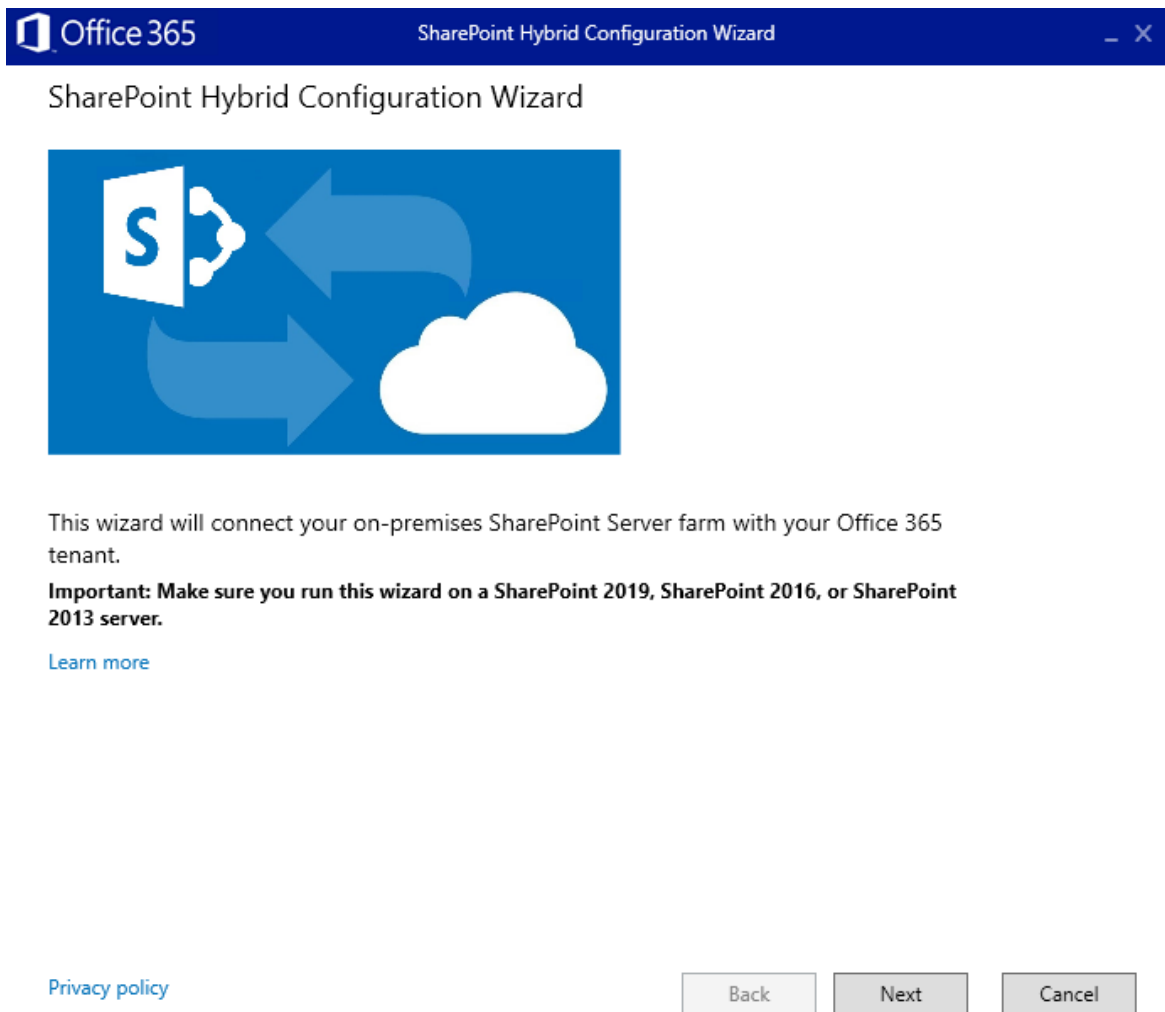 Office 365
SharePoint Hybrid Configuration Wizard
SharePoint Hybrid Configuration Wizard
S
This wizard will connect your on-premises SharePoint Server farm with your Office 365
tenant.
Important: Make sure you run this wizard on a SharePoint 2019, SharePoint 2016, or SharePoint
2013 server.
Learn more
Privacy policy
Back
Next
Cancel